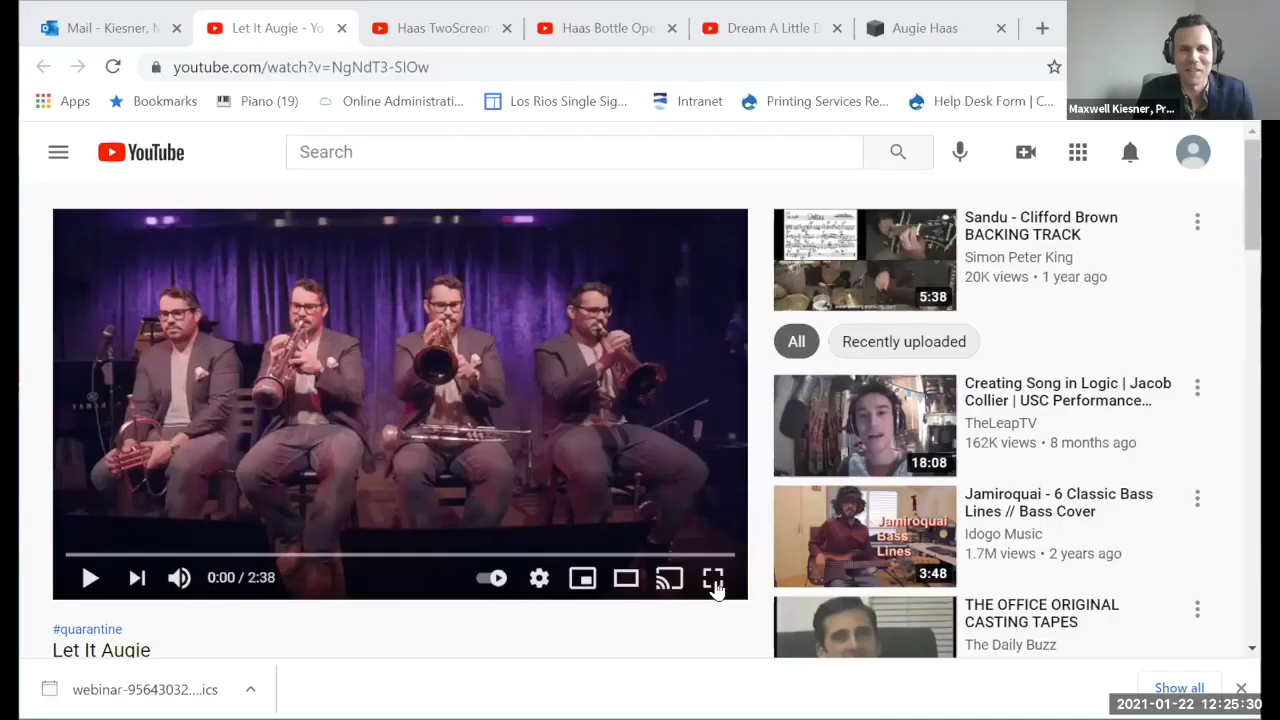 Mail - Kiesner, M
Let It Augie - Yo
Haas TwoScree
Haas Bottle Ope
Dream A Little D
Augie Haas
youtube.com/watch?v=NgNdT3-SIOw
Maxwell Kiesner, Pr...
Apps
Bookmarks
Piano (19)
Online Administrati...
Los Rios Single Sig...
Intranet
Printing Services Re...
Help Desk Form | C...
YouTube
Search
Sandu - Clifford Brown
BACKING TRACK
Simon Peter King
20K views • 1 year ago
5:38
All
Recently uploaded
Creating Song in Logic | Jacob
Collier | USC Performance...
TheLeapTV
162K views • 8 months ago
18:08
Jamiroquai - 6 Classic Bass
Lines // Bass Cover
Idogo Music
1.7M views • 2 years ago
Jamiroquai
Bass
Lines
3:48
0:00 / 2:38
THE OFFICE ORIGINAL
CASTING TAPES
The Daily Buzz
#quarantine
Let It Augie
webinar-95643032....ics
Show all
2021-01-22 12:25:30